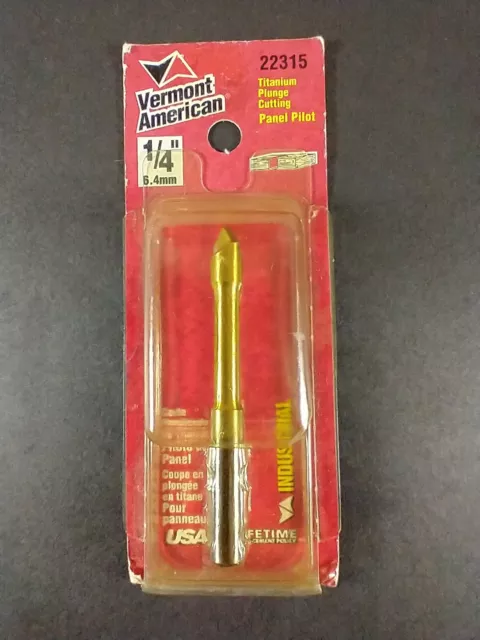 Vermont
American
22315
Titanium
Plunge
Cutting
Panel Pilot
1/4"
6.4mm
Panel
Coupe en
plongée
en titane
Pour
panneau
USA
INDUSTRIAL